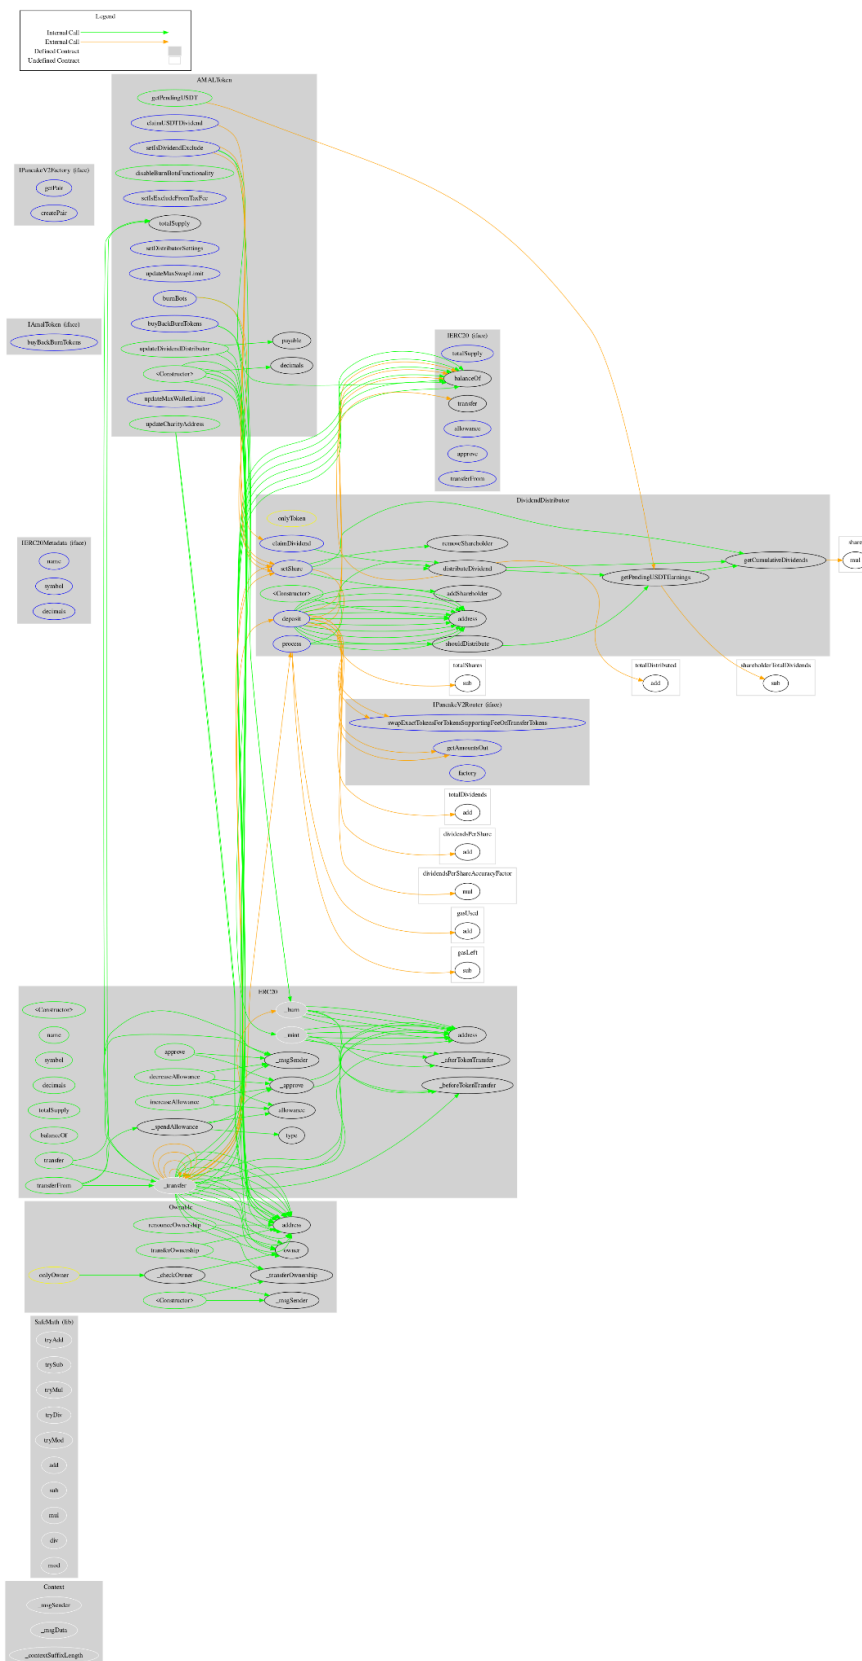 Legend
Internal Call
External Call
Defined Contract
Undefined Contract
AMALToken
getPendingUSDT
claimUSDTDividend
setIsDividendExclude
disableBurnBotsFunctionality
setIsExcludeFromTaxFee
totalSupply
setDistributorSettings
updateMaxSwapLimit
burnBots
buyBackBurnTokens
updateDividendDistributor
<Constructor>
updateMaxWalletLimit
updateCharityAddress
payable
decimals
IPancakeV2Factory (iface)
getPair
createPair
IAmalToken (iface)
buyBackBurnTokens
IERC20 (iface)
totalSupply
balanceOf
transfer
allowance
approve
transferFrom
DividendDistributor
onlyToken
claimDividend
setShare
<Constructor>
deposit
process
removeShareholder
distributeDividend
addShareholder
address
shouldDistribute
getPendingUSDTEarnings
getCumulativeDividends
share
mul
IERC20Metadata (iface)
name
symbol
decimals
totalShares
sub
totalDistributed
add
shareholderTotalDividends
sub
IPancakeV2Router (iface)
swapExactTokensForTokensSupportingFeeOnTransferTokens
getAmountsOut
factory
totalDividends
add
dividendsPerShare
add
dividendsPerShareAccuracyFactor
mul
gasUsed
add
gasLeft
sub
ERC20
<Constructor>
name
symbol
decimals
totalSupply
balanceOf
transfer
transferFrom
approve
decreaseAllowance
increaseAllowance
_spendAllowance
_transfer
_burn
_mint
_msgSender
_approve
allowance
type
address
_afterTokenTransfer
_beforeTokenTransfer
Ownable
renounceOwnership
transferOwnership
onlyOwner
_checkOwner
<Constructor>
address
owner
_transferOwnership
_msgSender
SafeMath (lib)
tryAdd
trySub
tryMul
tryDiv
tryMod
add
sub
mul
div
mod
Context
_msgSender
_msgData
_contextSuffixLength